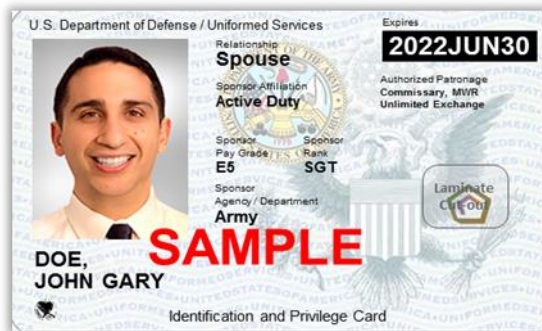 U.S. Department of Defense / Uniformed Services
Expires
2022JUN30
Relationship
Spouse
Sponsor Affiliation
Active Duty
Authorized Patronage
Commissary, MWR
Unlimited Exchange
Sponsor Sponsor
Pay Grade Rank
E5 SGT
Sponsor
Agency / Department
Army
Laminate
Cut-out
SAMPLE
DOE,
JOHN GARY
Identification and Privilege Card